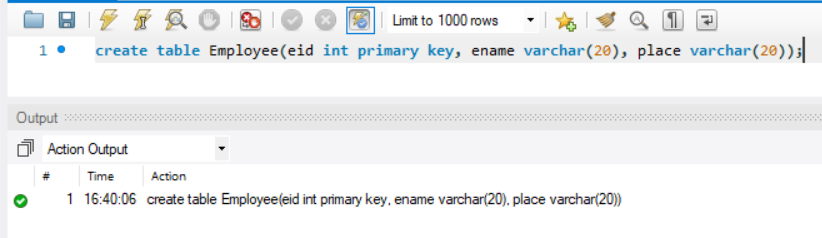 Limit to 1000 rows
1 create table Employee(eid int primary key, ename varchar(20), place varchar(20));
Output
Action Output
# Time Action
1 16:40:06 create table Employee(eid int primary key, ename varchar(20), place varchar(20))